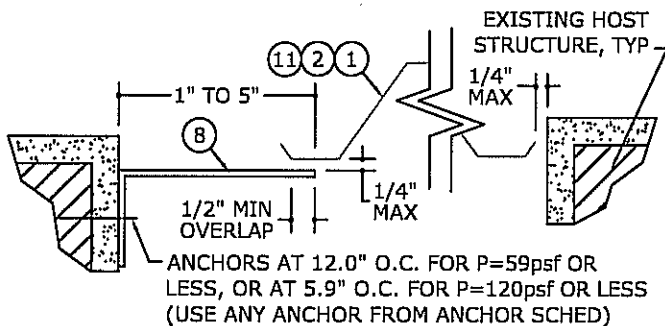 EXISTING HOST
STRUCTURE, TYP
11 2 1
1" TO 5"
1/4"
MAX
8
1/4"
MAX
1/2" MIN
OVERLAP
ANCHORS AT 12.0" O.C. FOR P=59psf OR
LESS, OR AT 5.9" O.C. FOR P=120psf OR LESS
(USE ANY ANCHOR FROM ANCHOR SCHED)